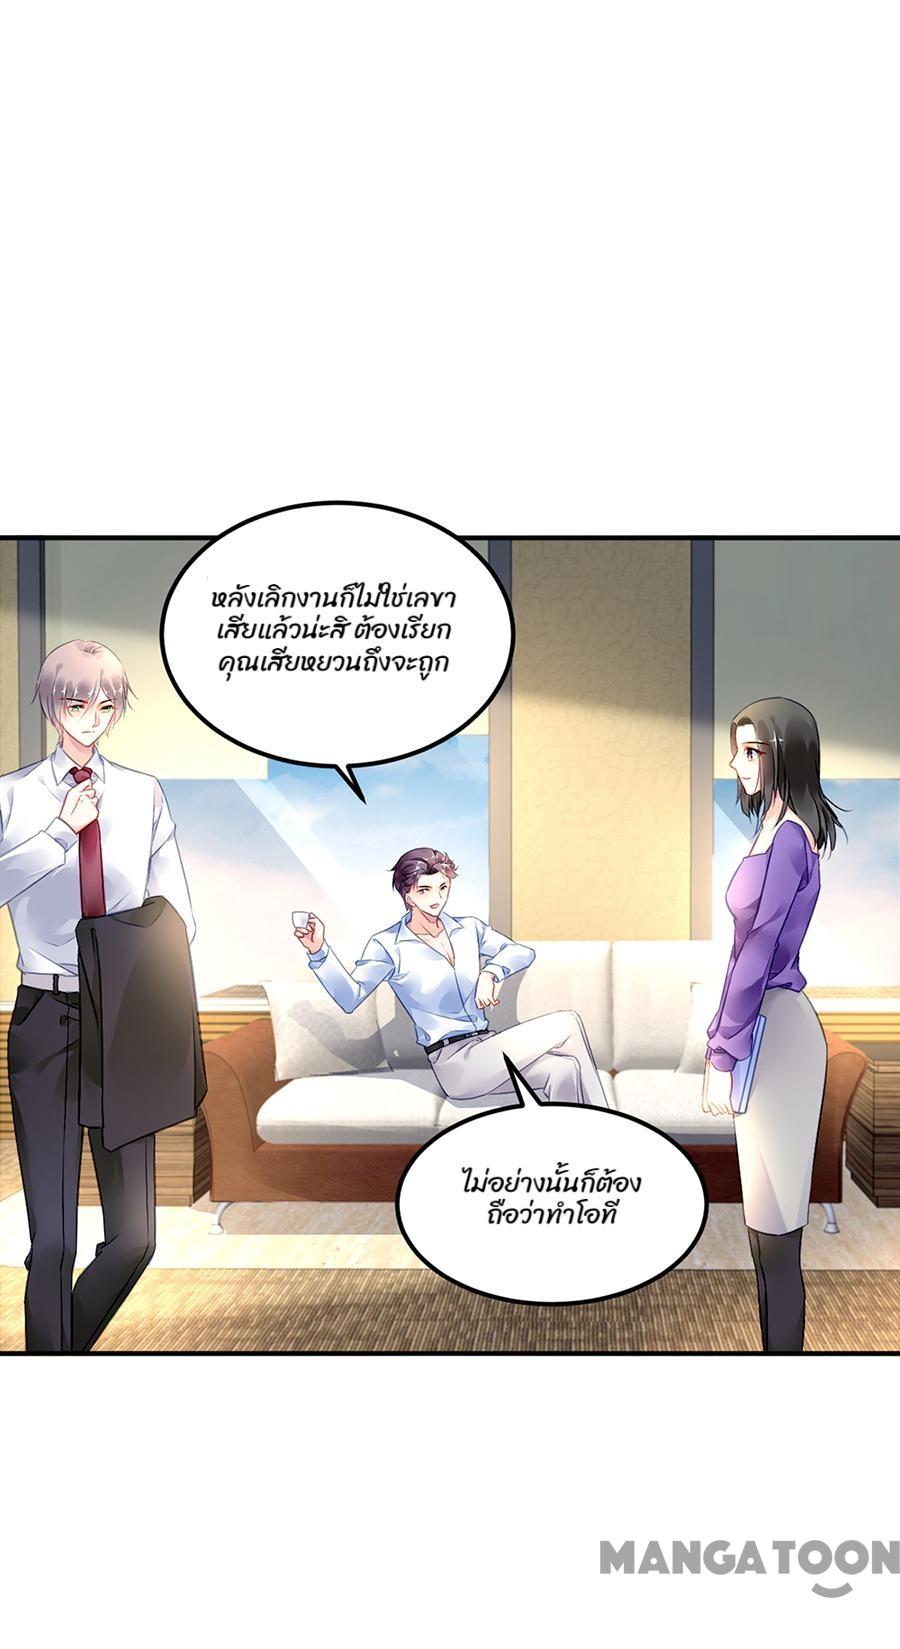 หลังเลิกงานก็ไม่ใช่เลขา
เสียแล้วน่ะสิ ต้องเรียก
คุณเสียหยวนถึงจะถูก
ไม่อย่างนั้นก็ต้อง
ถือว่าทำโอที
MANGATOON